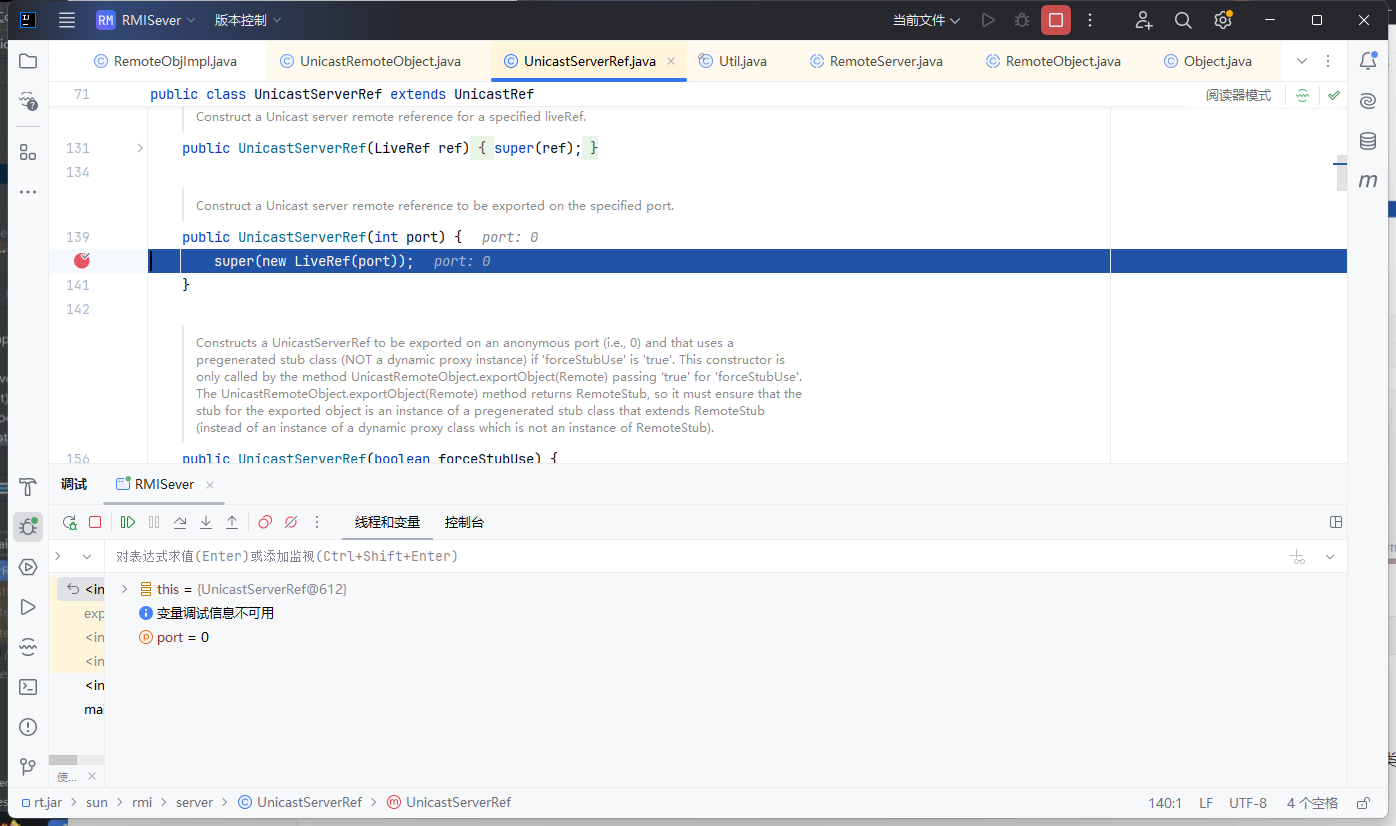 RM RMISever 版本控制 当前文件
RemoteObjImpl.java UnicastRemoteObject.java UnicastServerRef.java Util.java RemoteServer.java RemoteObject.java Object.java
71 public class UnicastServerRef extends UnicastRef 阅读器模式
Construct a Unicast server remote reference for a specified liveRef.
131 public UnicastServerRef(LiveRef ref) { super(ref); }
134
Construct a Unicast server remote reference to be exported on the specified port.
139 public UnicastServerRef(int port) { port: 0
super(new LiveRef(port)); port: 0
141 }
142
Constructs a UnicastServerRef to be exported on an anonymous port (i.e., 0) and that uses a
pregenerated stub class (NOT a dynamic proxy instance) if 'forceStubUse' is 'true'. This constructor is
only called by the method UnicastRemoteObject.exportObject(Remote) passing 'true' for 'forceStubUse'.
The UnicastRemoteObject.exportObject(Remote) method returns RemoteStub, so it must ensure that the
stub for the exported object is an instance of a pregenerated stub class that extends RemoteStub
(instead of an instance of a dynamic proxy class which is not an instance of RemoteStub).
156 public UnicastServerRef(boolean forceStubUse) {
调试 RMISever
线程和变量 控制台
对表达式求值(Enter)或添加监视(Ctrl+Shift+Enter)
<in this = {UnicastServerRef@612}
exp 变量调试信息不可用
<in port = 0
<in
<in
mai
使...
rt.jar sun rmi server UnicastServerRef UnicastServerRef 140:1 LF UTF-8 4 个空格